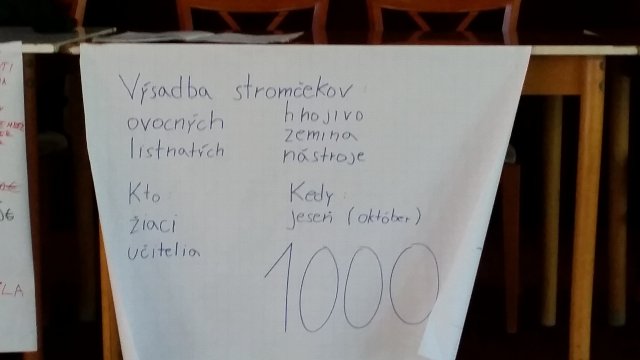 Výsadba stromčekov:
ovocných
listnatých
hnojivo
zemina
nástroje
Kto:
žiaci
učitelia
Kedy:
jeseň (október)
1000